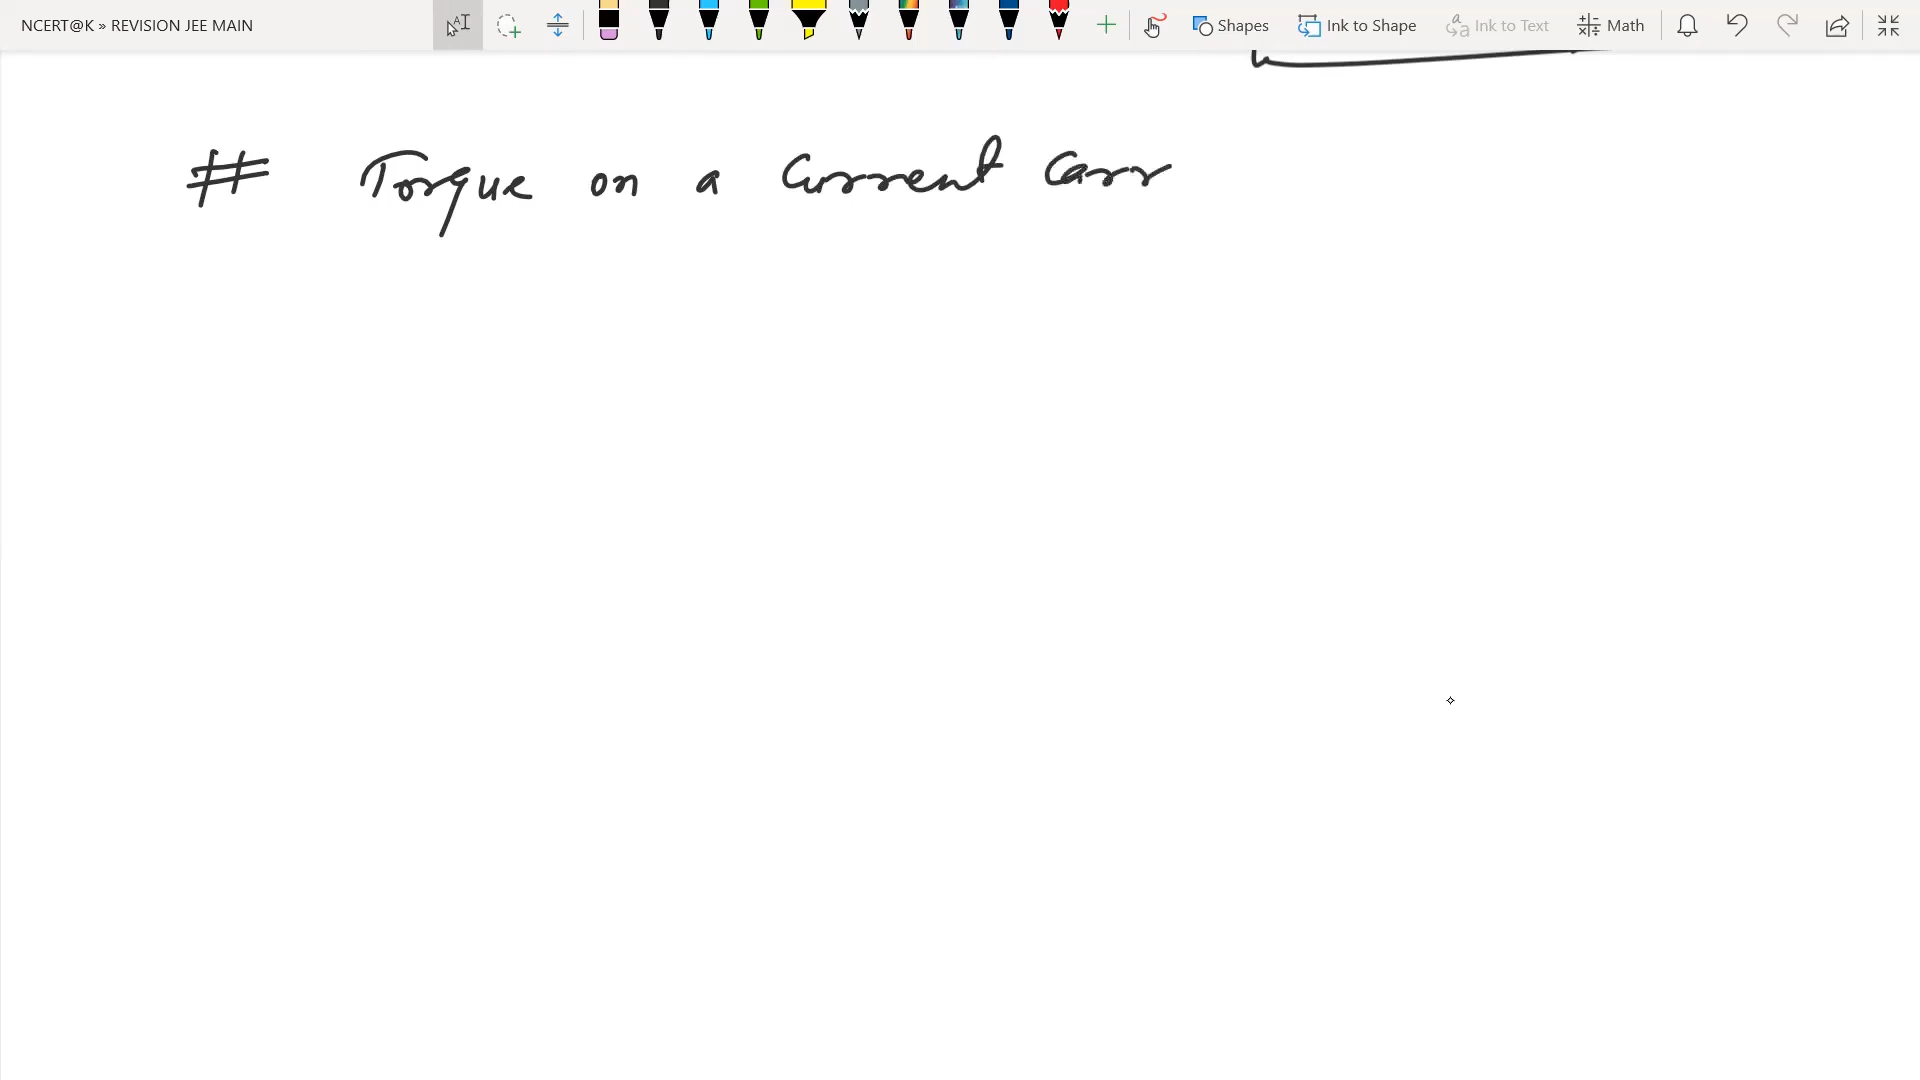 NCERT@K » REVISION JEE MAIN Shapes Ink to Shape Ink to Text Math
# Torque on a Current Carr